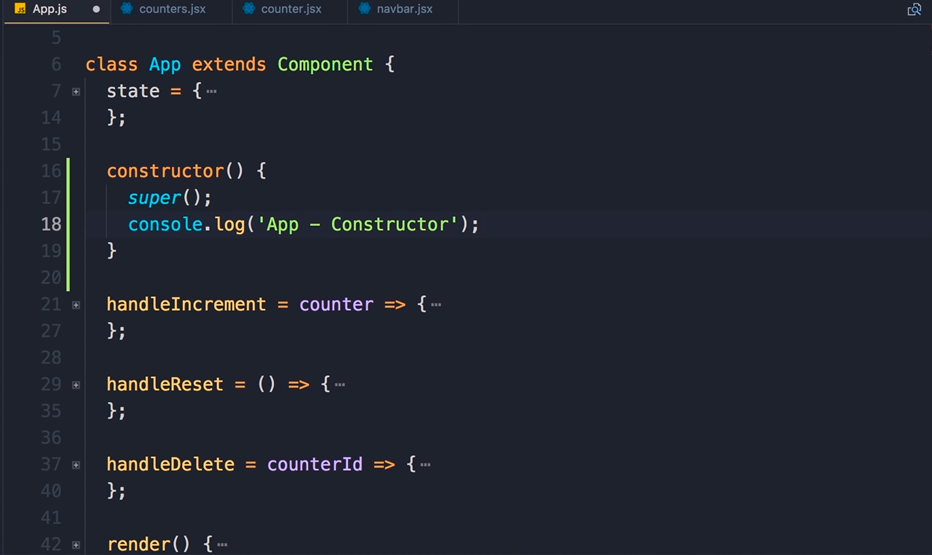 App.js counters.jsx counter.jsx navbar.jsx
5
6 class App extends Component {
7 state = {⋯
14 };
15
16 constructor() {
17 super();
18 console.log('App - Constructor');
19 }
20
21 handleIncrement = counter => {⋯
27 };
28
29 handleReset = () => {⋯
35 };
36
37 handleDelete = counterId => {⋯
40 };
41
42 render() {⋯